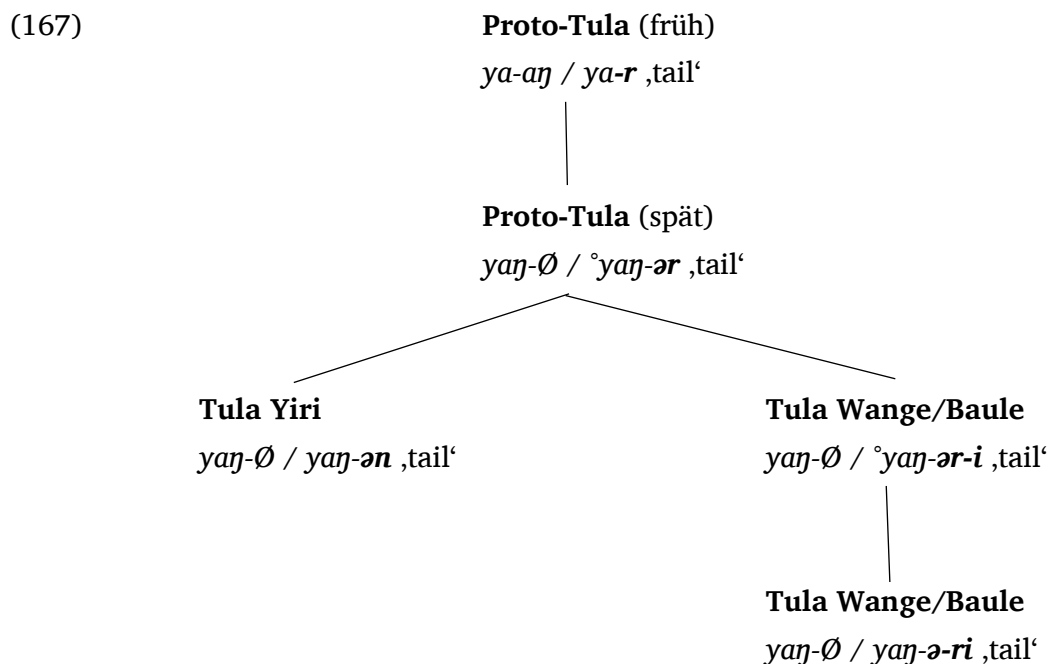 (167) Proto-Tula (früh)
ya-aŋ / ya-r ‚tail‘
Proto-Tula (spät)
yaŋ-Ø / ˚yaŋ-ər ‚tail‘
Tula Yiri Tula Wange/Baule
yaŋ-Ø / yaŋ-ən ‚tail‘ yaŋ-Ø / ˚yaŋ-ər-i ‚tail‘
Tula Wange/Baule
yaŋ-Ø / yaŋ-ə-ri ‚tail‘